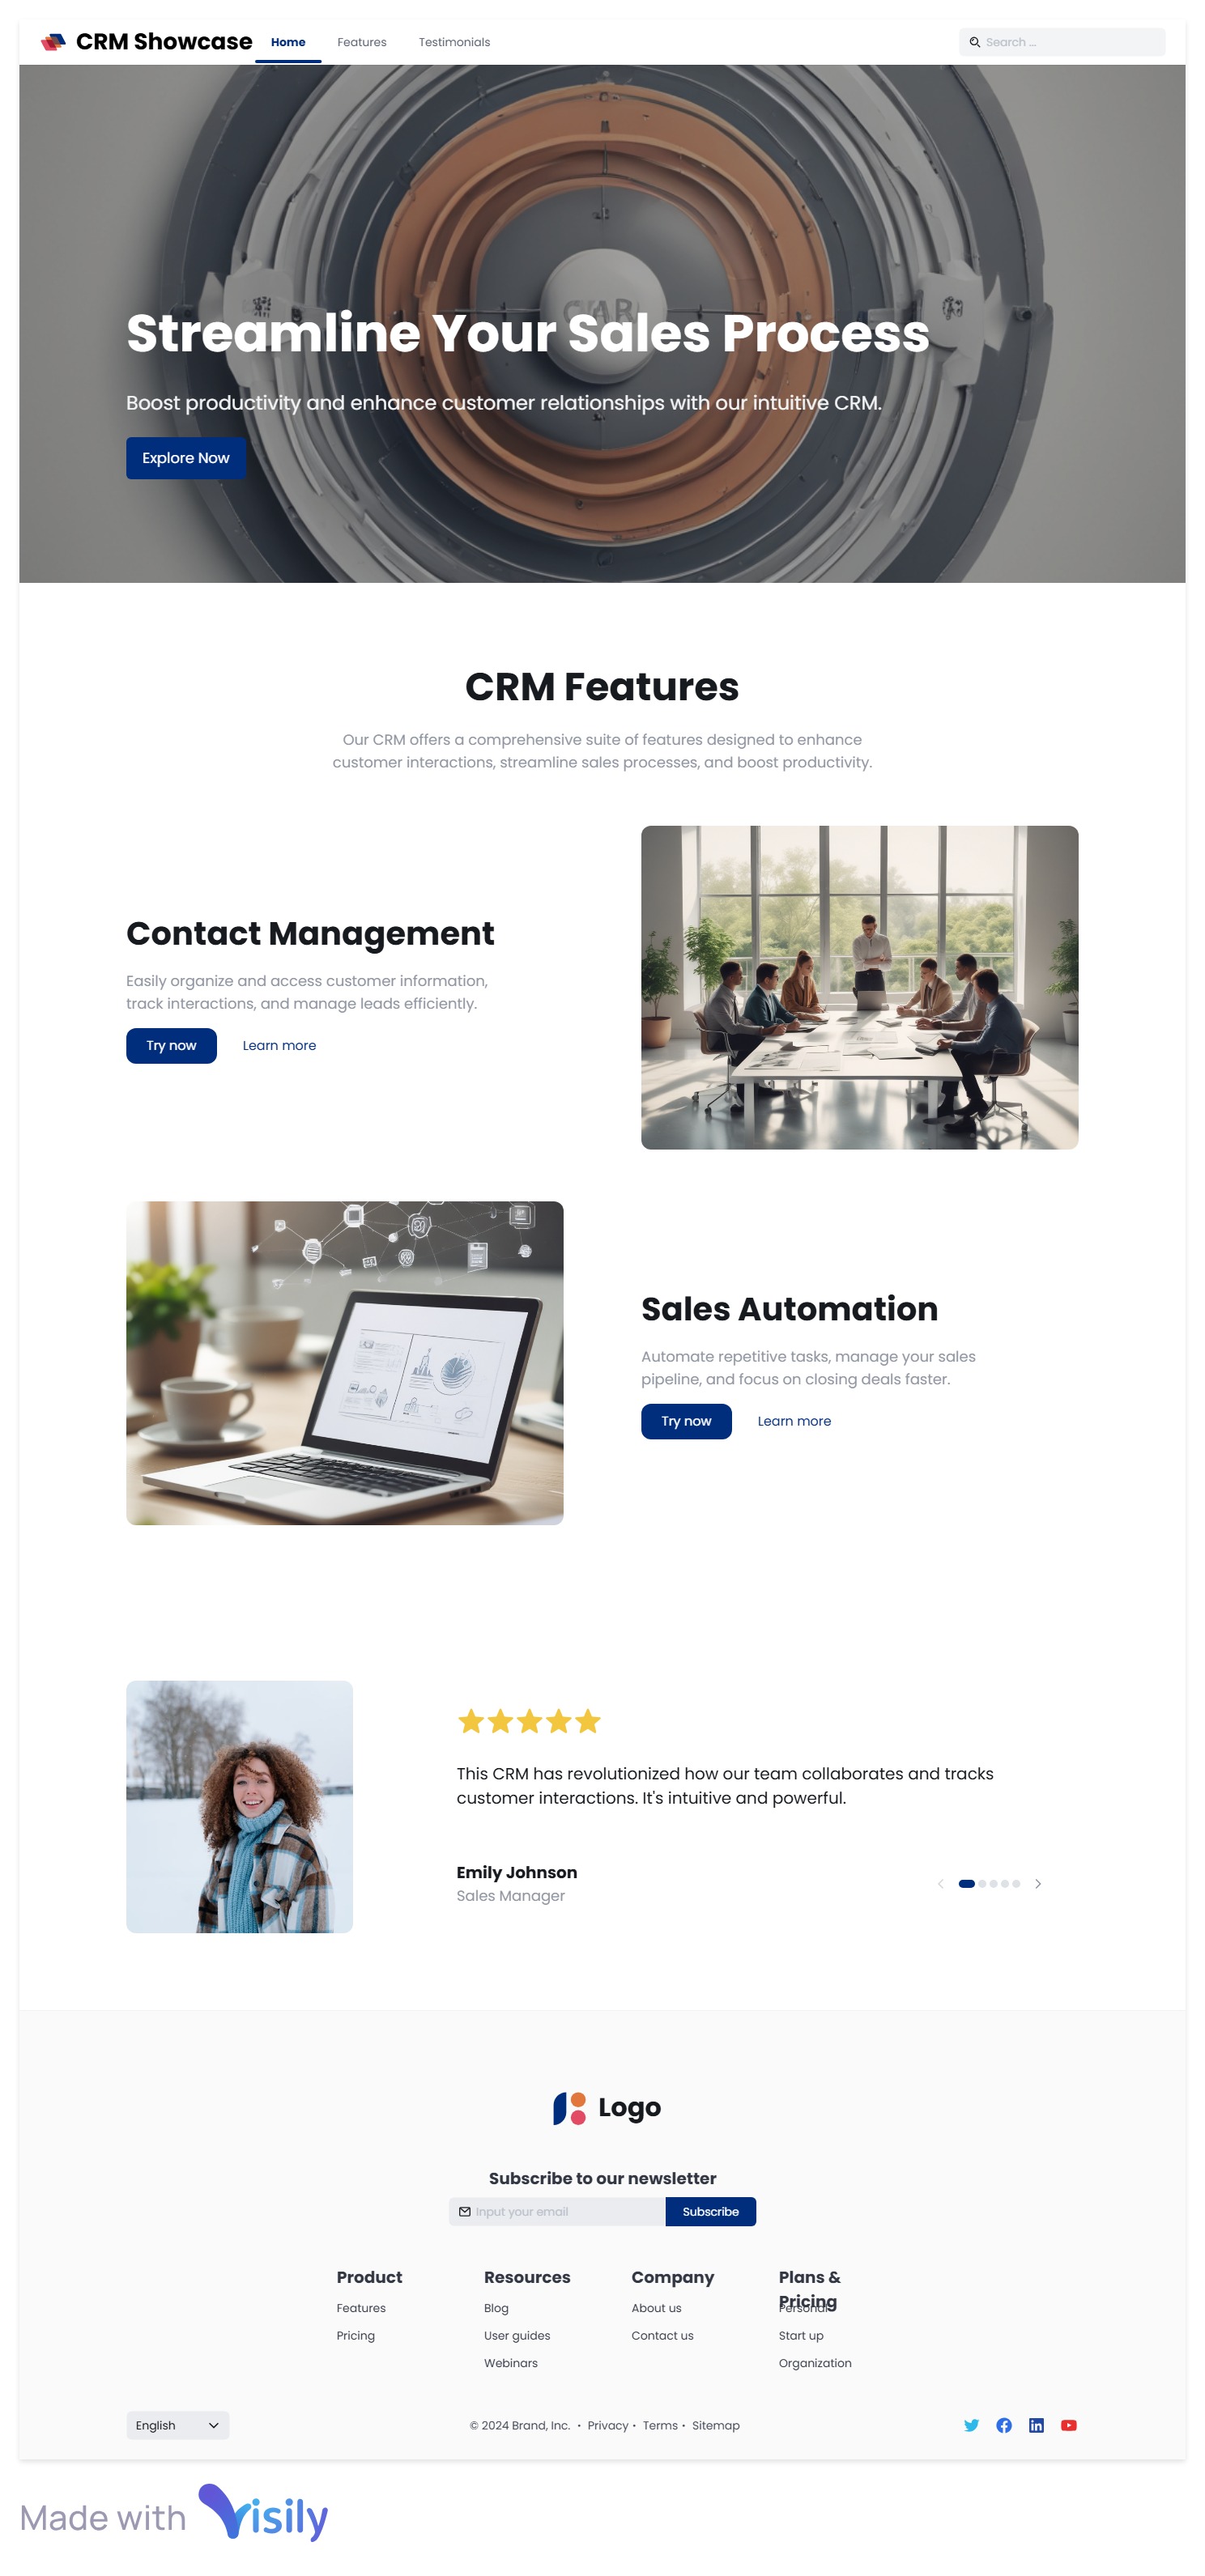 CRM Showcase
Home
Features
Testimonials
Search ...
Streamline Your Sales Process
Boost productivity and enhance customer relationships with our intuitive CRM.
Explore Now
CRM Features
Our CRM offers a comprehensive suite of features designed to enhance
customer interactions, streamline sales processes, and boost productivity.
Contact Management
Easily organize and access customer information,
track interactions, and manage leads efficiently.
Try now
Learn more
Sales Automation
Automate repetitive tasks, manage your sales
pipeline, and focus on closing deals faster.
Try now
Learn more
This CRM has revolutionized how our team collaborates and tracks
customer interactions. It's intuitive and powerful.
Emily Johnson
Sales Manager
Logo
Subscribe to our newsletter
Input your email
Subscribe
Product
Features
Pricing
Resources
Blog
User guides
Webinars
Company
About us
Contact us
Plans &
Pricing
Personal
Start up
Organization
English
© 2024 Brand, Inc. • Privacy • Terms • Sitemap
Made with Visily